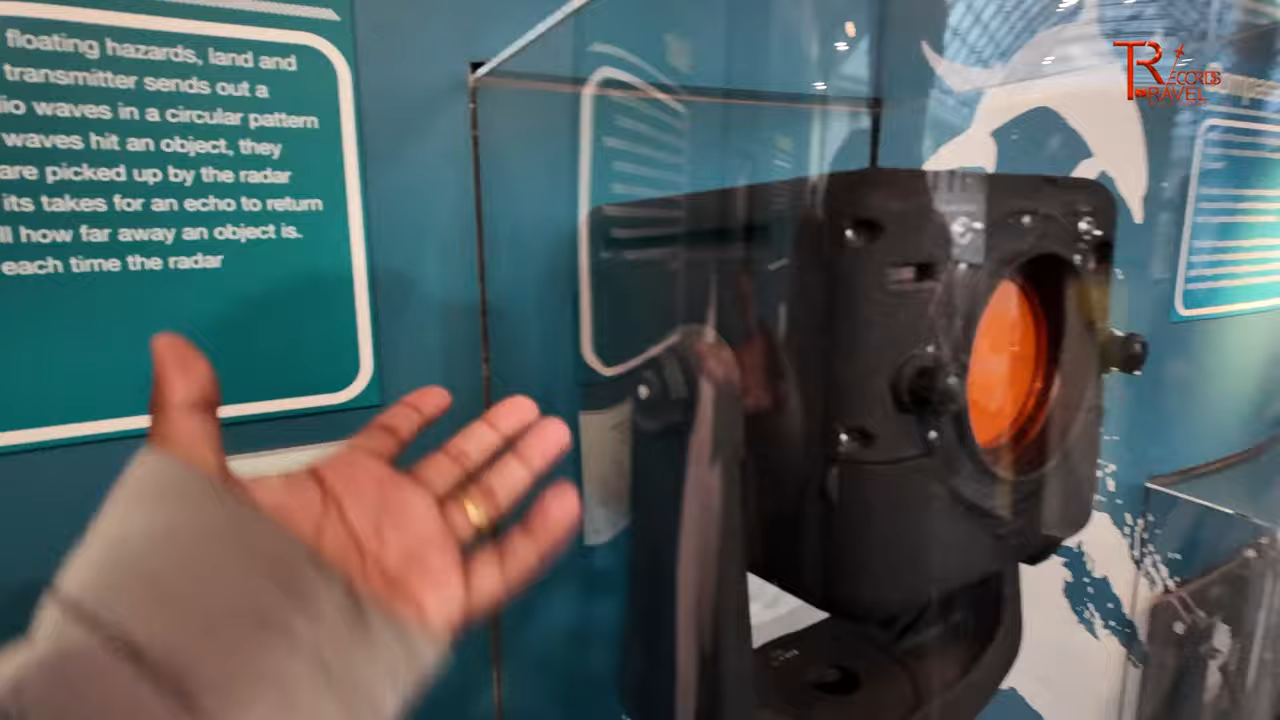 floating hazards, land and
transmitter sends out a
io waves in a circular pattern
waves hit an object, they
are picked up by the radar
its takes for an echo to return
ll how far away an object is.
each time the radar
TRECORDS
TRAVEL